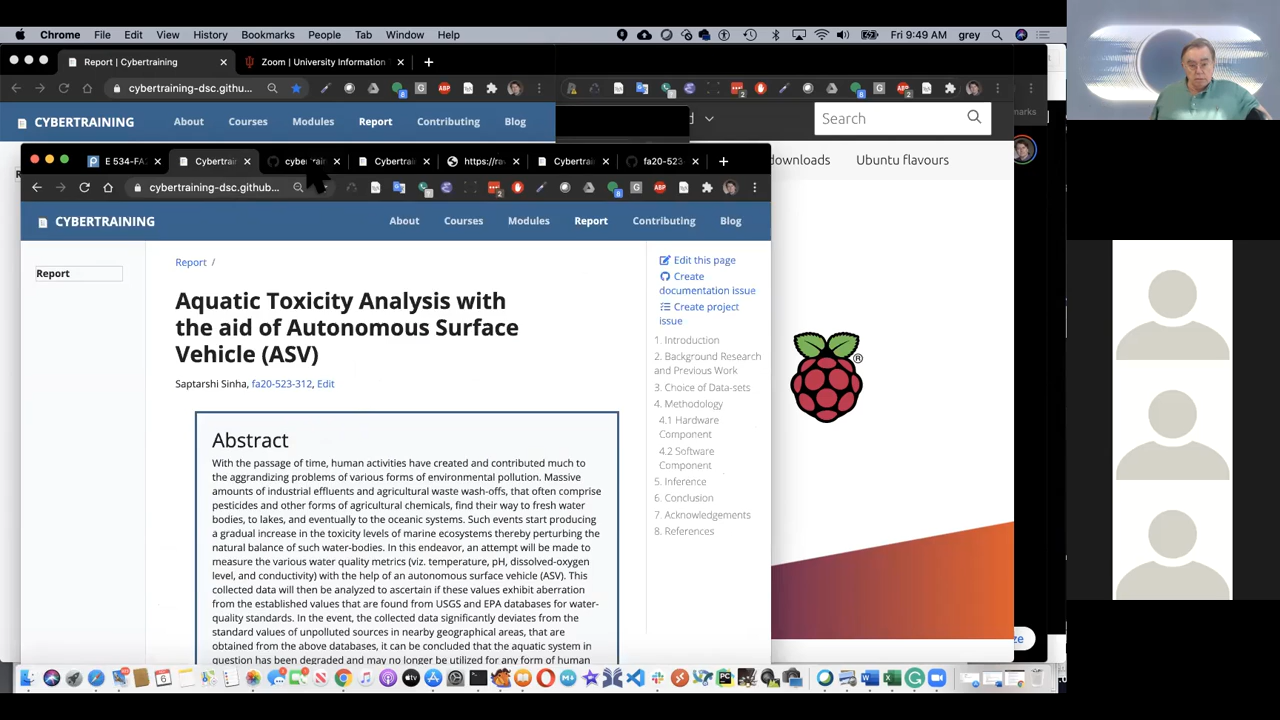 Chrome File Edit View History Bookmarks People Tab Window Help Fri 9:49 AM grey
Report | Cybertraining Zoom | University Information
cybertraining-dsc.githu...
CYBERTRAINING About Courses Modules Report Contributing Blog
Search
downloads Ubuntu flavours
E 534-FA Cybertrain cybertrain Cybertrain https://ra Cybertrain fa20-523-
cybertraining-dsc.github...
CYBERTRAINING About Courses Modules Report Contributing Blog
Report
Report /
Aquatic Toxicity Analysis with
the aid of Autonomous Surface
Vehicle (ASV)
Saptarshi Sinha, fa20-523-312, Edit
Abstract
With the passage of time, human activities have created and contributed much to
the aggrandizing problems of various forms of environmental pollution. Massive
amounts of industrial effluents and agricultural waste wash-offs, that often comprise
pesticides and other forms of agricultural chemicals, find their way to fresh water
bodies, to lakes, and eventually to the oceanic systems. Such events start producing
a gradual increase in the toxicity levels of marine ecosystems thereby perturbing the
natural balance of such water-bodies. In this endeavor, an attempt will be made to
measure the various water quality metrics (viz. temperature, pH, dissolved-oxygen
level, and conductivity) with the help of an autonomous surface vehicle (ASV). This
collected data will then be analyzed to ascertain if these values exhibit aberration
from the established values that are found from USGS and EPA databases for water-
quality standards. In the event, the collected data significantly deviates from the
standard values of unpolluted sources in nearby geographical areas, that are
obtained from the above databases, it can be concluded that the aquatic system in
question has been degraded and may no longer be utilized for any form of human
Edit this page
Create
documentation issue
Create project
issue
1. Introduction
2. Background Research
and Previous Work
3. Choice of Data-sets
4. Methodology
4.1 Hardware
Component
4.2 Software
Component
5. Inference
6. Conclusion
7. Acknowledgements
8. References